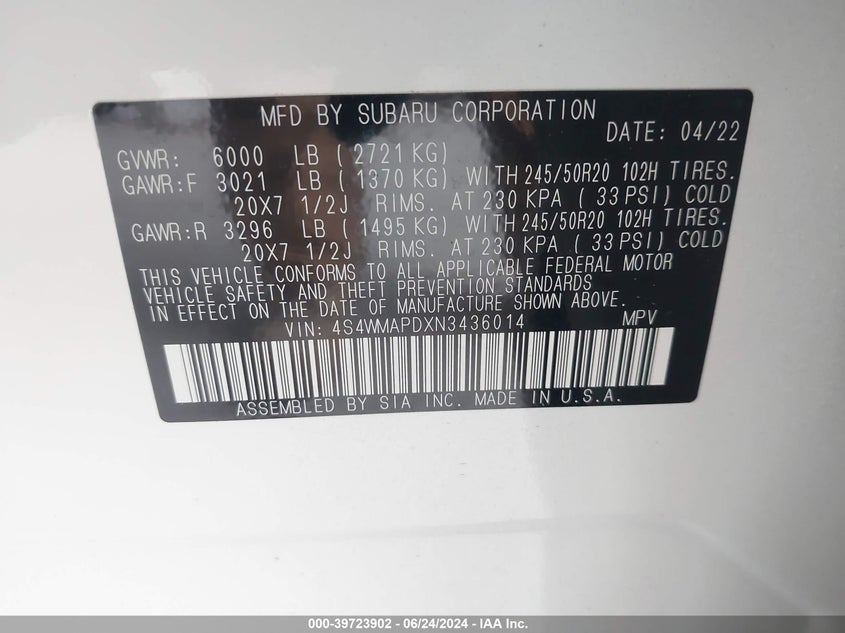 MFD BY SUBARU CORPORATION
DATE: 04/22
GVWR: 6000 LB ( 2721 KG)
GAWR:F 3021 LB ( 1370 KG) WITH 245/50R20 102H TIRES.
20X7 1/2J RIMS. AT 230 KPA ( 33 PSI) COLD
GAWR:R 3296 LB ( 1495 KG) WITH 245/50R20 102H TIRES.
20X7 1/2J RIMS. AT 230 KPA ( 33 PSI) COLD
THIS VEHICLE CONFORMS TO ALL APPLICABLE FEDERAL MOTOR
VEHICLE SAFETY AND THEFT PREVENTION STANDARDS
IN EFFECT ON THE DATE OF MANUFACTURE SHOWN ABOVE.
VIN: 4S4WMAPDXN3436014 MPV
ASSEMBLED BY SIA INC. MADE IN U.S.A.
000-39723902 - 06/24/2024 - IAA Inc.